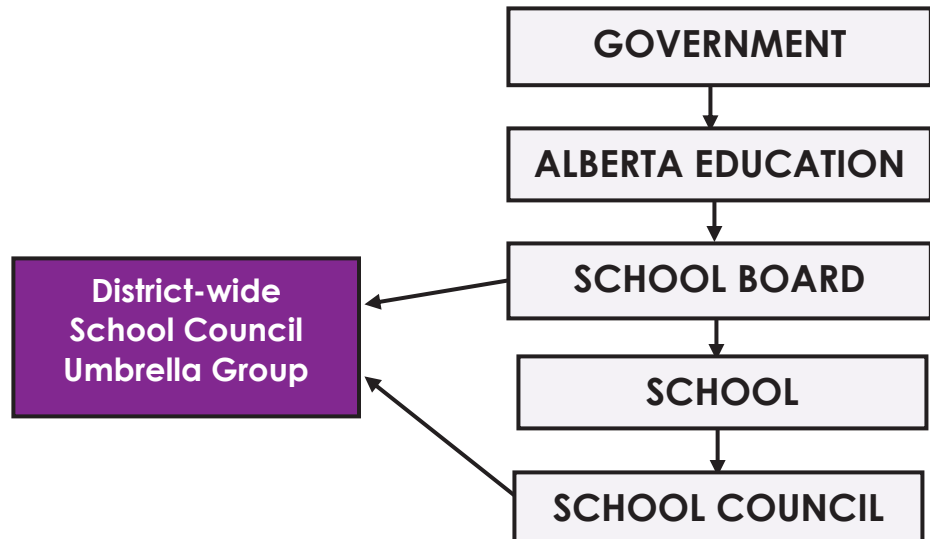 GOVERNMENT
ALBERTA EDUCATION
SCHOOL BOARD
District-wide
School Council
Umbrella Group
SCHOOL
SCHOOL COUNCIL